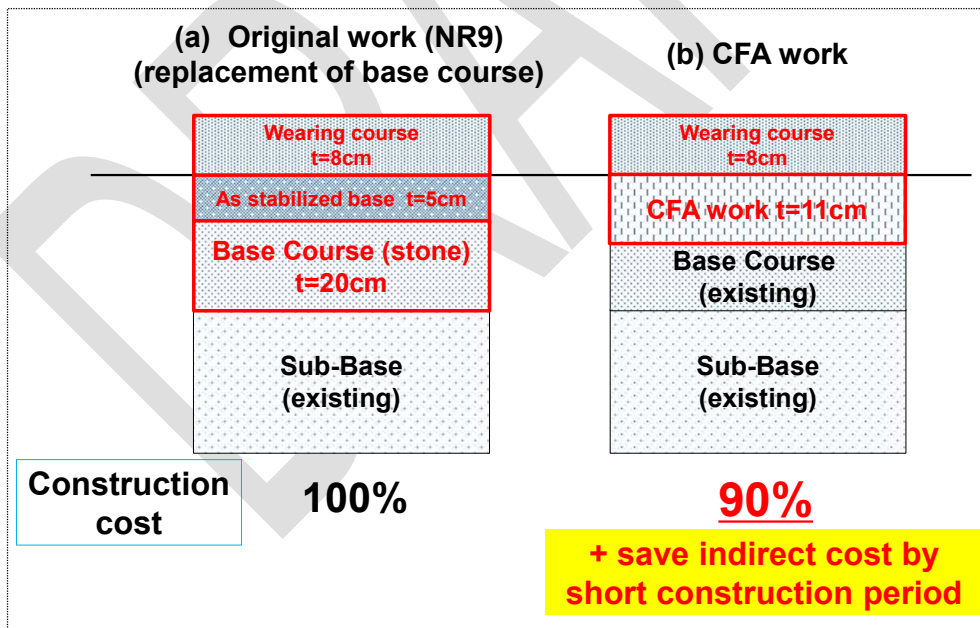 (a) Original work (NR9)
(replacement of base course)
(b) CFA work
Wearing course
t=8cm
As stabilized base t=5cm
Base Course (stone)
t=20cm
Sub-Base
(existing)
Wearing course
t=8cm
CFA work t=11cm
Base Course
(existing)
Sub-Base
(existing)
Construction
cost
100%
90%
+ save indirect cost by
short construction period